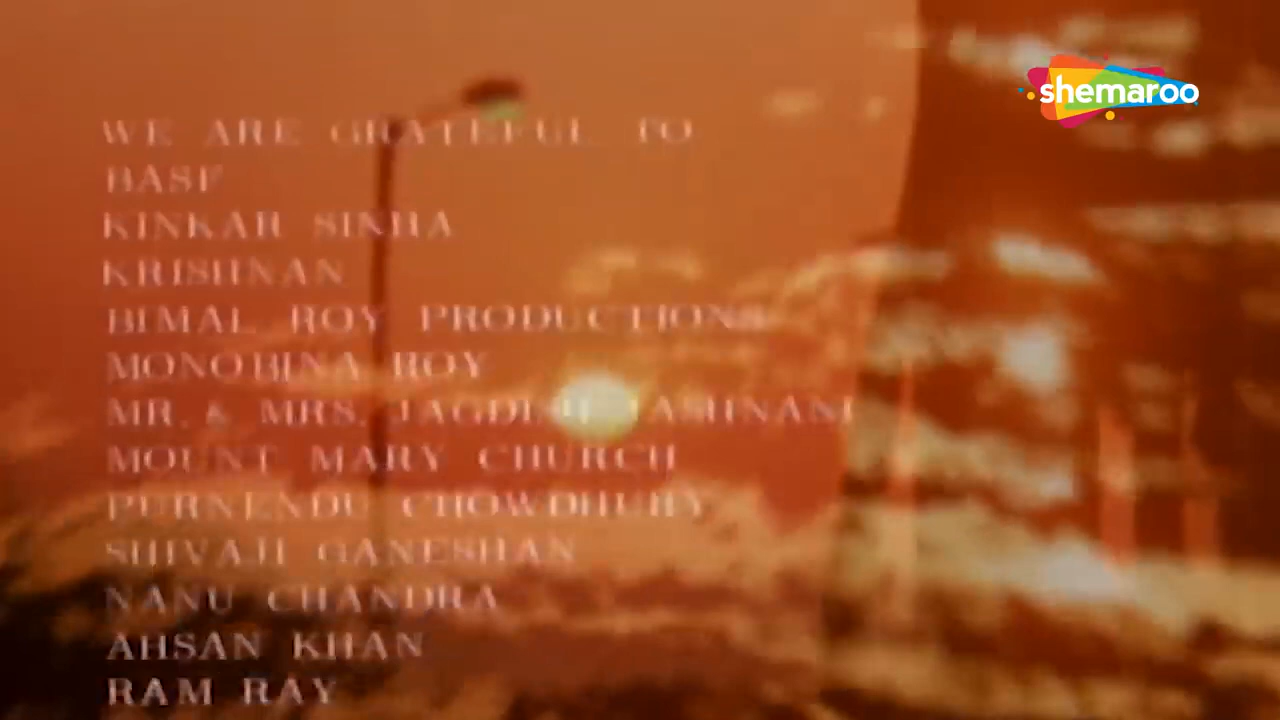 shemaroo
WE ARE GRATEFUL TO
BASF
KINKAR SINHA
KRISHNAN
BIMAL ROY PRODUCTIONS
MONOBINA ROY
MR. & MRS. JAGDISH
MOUNT MARY CHURCH
PURNENDU CHOWDHURY
SHIVAJI GANESHAN
NANU CHANDRA
AHSAN KHAN
RAM RAY